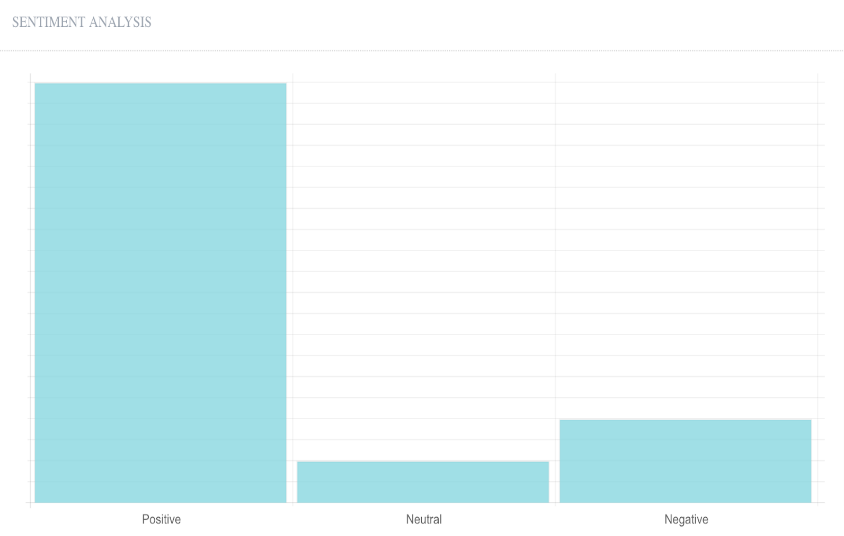 SENTIMENT ANALYSIS
Positive
Neutral
Negative